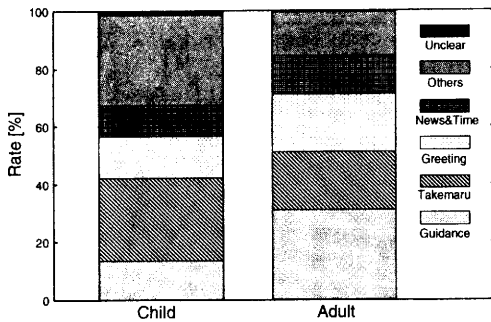 100
80
60
40
20
0
Rate [%]
Child
Adult
Unclear
Others
News&Time
Greeting
Takemaru
Guidance